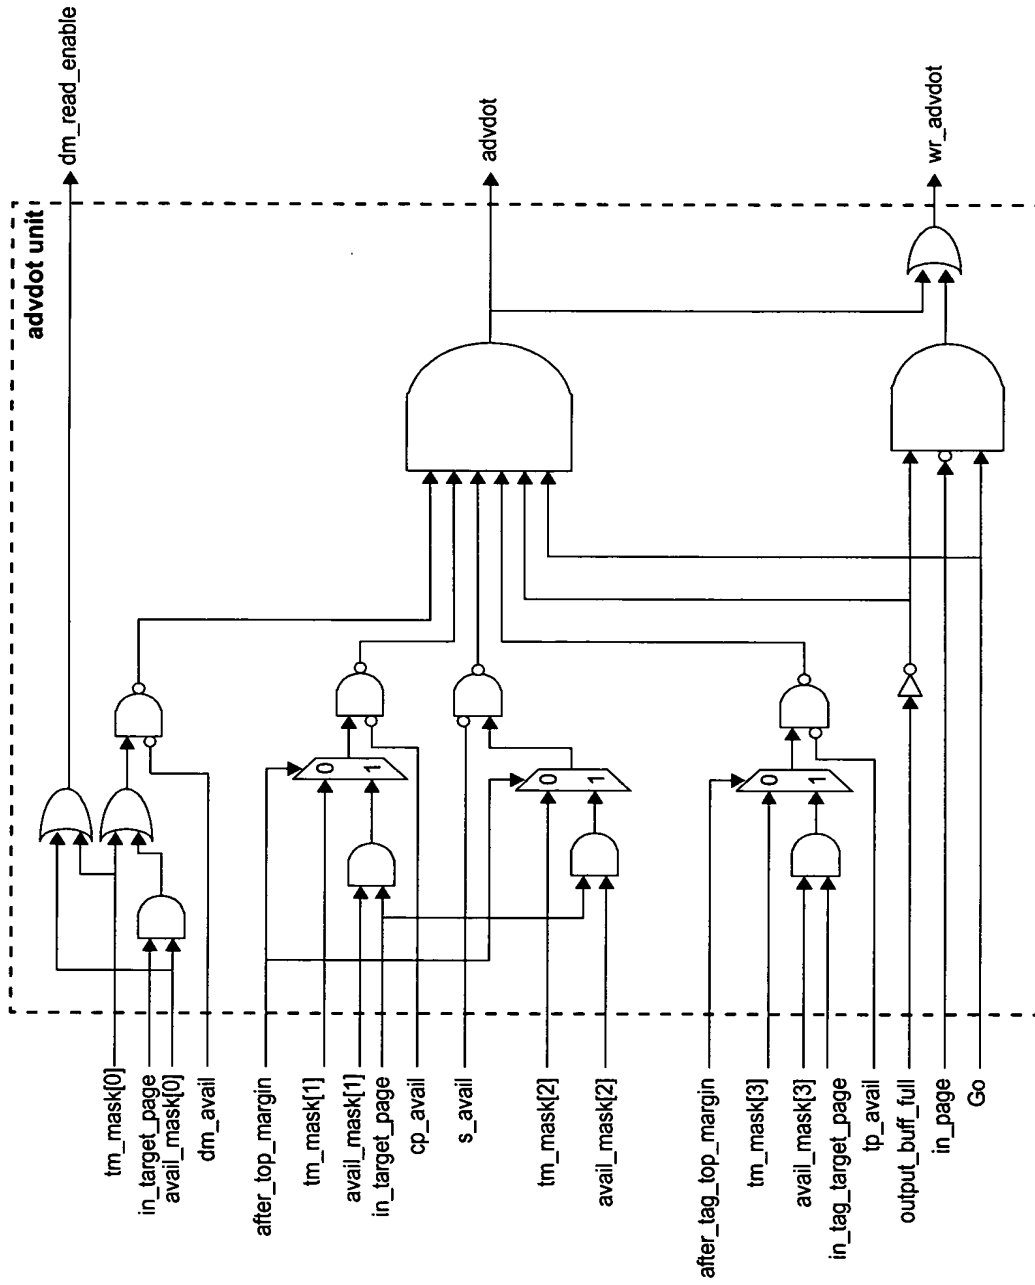 advdot unit
dm_read_enable
advdot
wr_advdot
0
1
0
1
0
1
tm_mask[0]
in_target_page
avail_mask[0]
dm_avail
after_top_margin
tm_mask[1]
avail_mask[1]
in_target_page
cp_avail
s_avail
tm_mask[2]
avail_mask[2]
after_tag_top_margin
tm_mask[3]
avail_mask[3]
in_tag_target_page
tp_avail
output_buff_full
in_page
Go